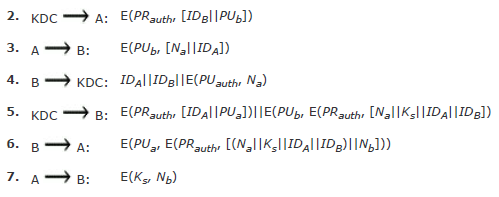 2. KDC ⟶ A: E(PRauth, [IDB||PUb])
3. A ⟶ B: E(PUb, [Na||IDA])
4. B ⟶ KDC: IDA||IDB||E(PUauth, Na)
5. KDC ⟶ B: E(PRauth, [IDA||PUa])||E(PUb, E(PRauth, [Na||Ks||IDA||IDB])
6. B ⟶ A: E(PUa, E(PRauth, [(Na||Ks||IDA||IDB)||Nb]))
7. A ⟶ B: E(Ks, Nb)